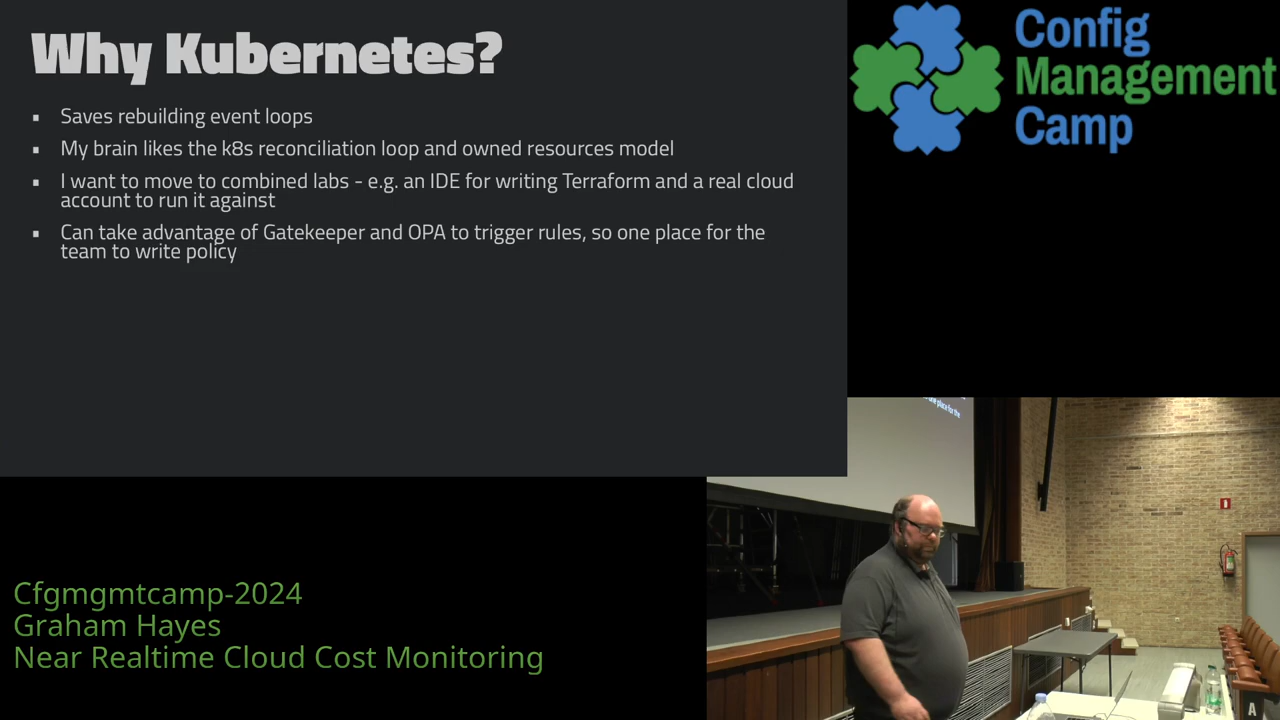 Why Kubernetes?
▪ Saves rebuilding event loops
▪ My brain likes the k8s reconciliation loop and owned resources model
▪ I want to move to combined labs - e.g. an IDE for writing Terraform and a real cloud
account to run it against
▪ Can take advantage of Gatekeeper and OPA to trigger rules, so one place for the
team to write policy
Config
Management
Camp
Cfgmgmtcamp-2024
Graham Hayes
Near Realtime Cloud Cost Monitoring
A